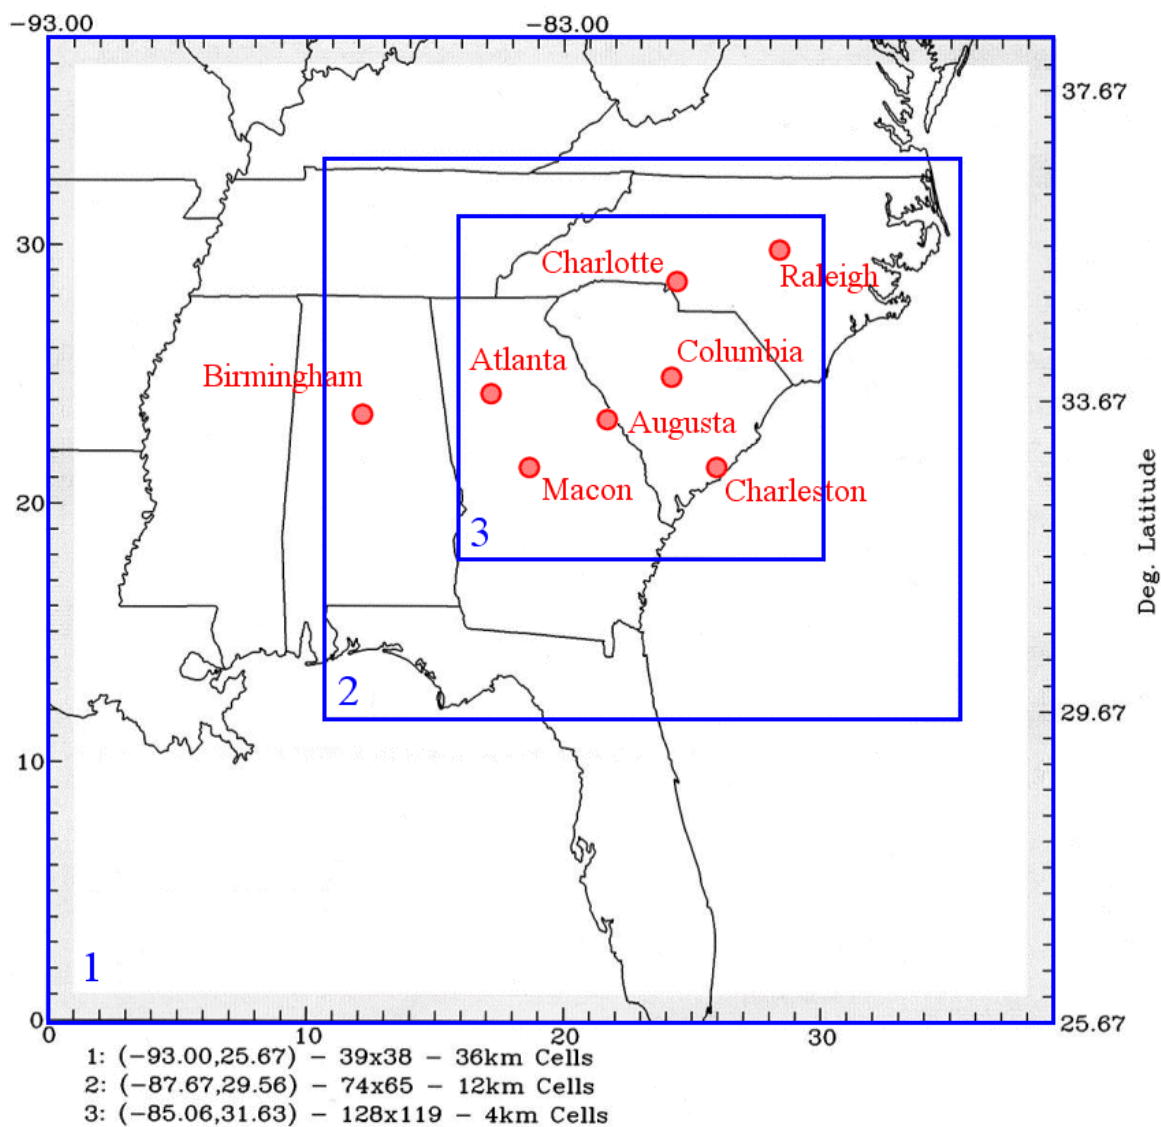 −93.00 −83.00
37.67
30
Charlotte
Raleigh
Columbia
Atlanta
Birmingham
33.67
Augusta
Macon
Charleston
20
3
Deg. Latitude
2
29.67
10
1
0
25.67
0 10 20 30
1: (−93.00,25.67) − 39x38 − 36km Cells
2: (−87.67,29.56) − 74x65 − 12km Cells
3: (−85.06,31.63) − 128x119 − 4km Cells